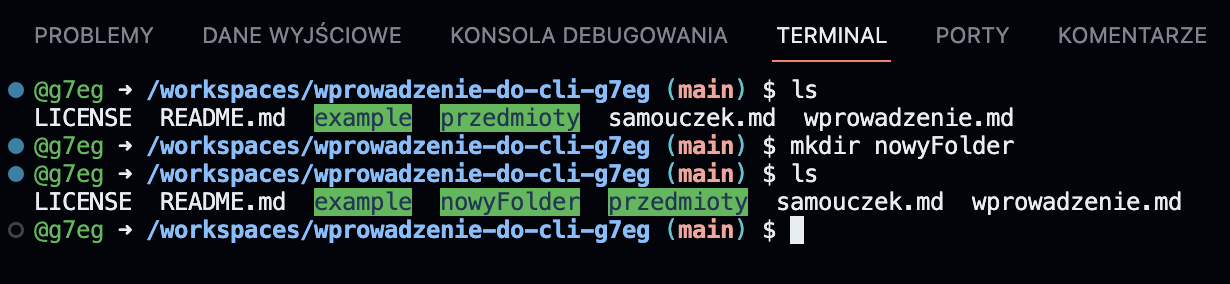 PROBLEMY DANE WYJŚCIOWE KONSOLA DEBUGOWANIA TERMINAL PORTY KOMENTARZE
@g7eg ➜ /workspaces/wprowadzenie-do-cli-g7eg (main) $ ls
LICENSE README.md example przedmioty samouczek.md wprowadzenie.md
@g7eg ➜ /workspaces/wprowadzenie-do-cli-g7eg (main) $ mkdir nowyFolder
@g7eg ➜ /workspaces/wprowadzenie-do-cli-g7eg (main) $ ls
LICENSE README.md example nowyFolder przedmioty samouczek.md wprowadzenie.md
@g7eg ➜ /workspaces/wprowadzenie-do-cli-g7eg (main) $